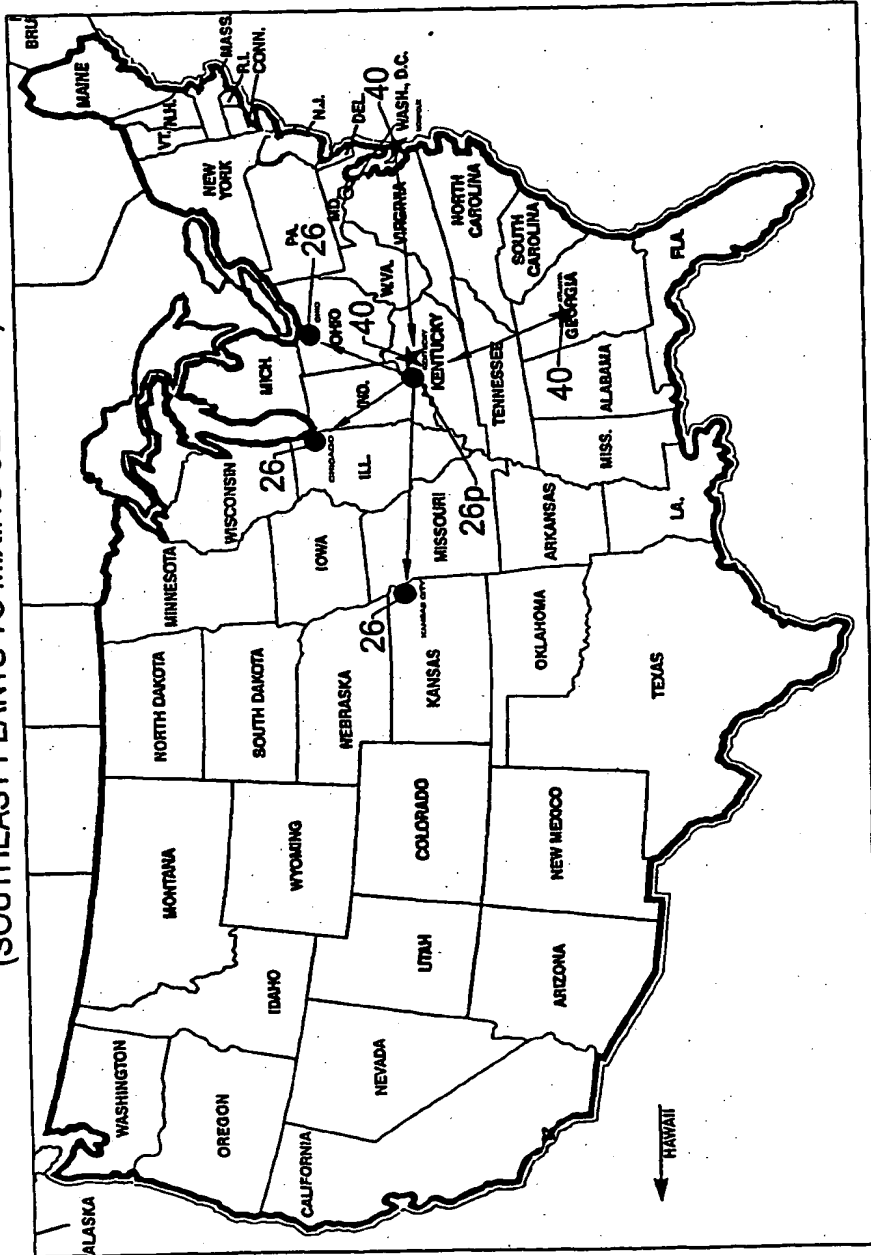 (SOUTHEAST PLANTS TO MIXING
ALASKA
WASHINGTON
OREGON
CALIFORNIA
NEVADA
IDAHO
MONTANA
WYOMING
UTAH
ARIZONA
COLORADO
NEW MEXICO
NORTH DAKOTA
SOUTH DAKOTA
NEBRASKA
KANSAS
OKLAHOMA
TEXAS
MINNESOTA
IOWA
MISSOURI
ARKANSAS
LA.
WISCONSIN
ILL.
MICH.
IND.
OHIO
KENTUCKY
TENNESSEE
MISS.
ALABAMA
GEORGIA
FLA.
SOUTH
CAROLINA
NORTH
CAROLINA
VIRGINIA
W.VA.
PA.
MD.
DEL.
WASH., D.C.
N.J.
NEW
YORK
CONN.
R.I.
MASS.
VT.
N.H.
MAINE
BRU
HAWAII
KANSAS CITY
CHICAGO
OHIO
KENTUCKY
26
26
26
26p
40
40
40